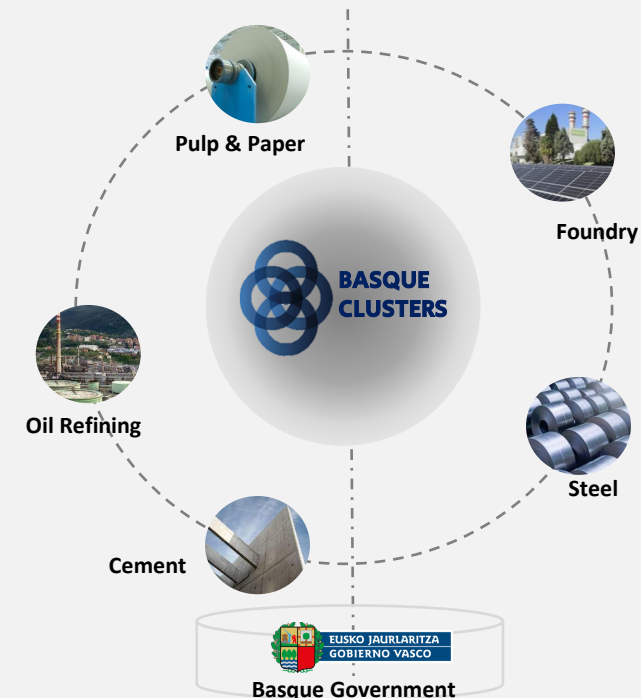 Pulp & Paper
Foundry
BASQUE
CLUSTERS
Oil Refining
Steel
Cement
EUSKO JAURLARITZA
GOBIERNO VASCO
Basque Government